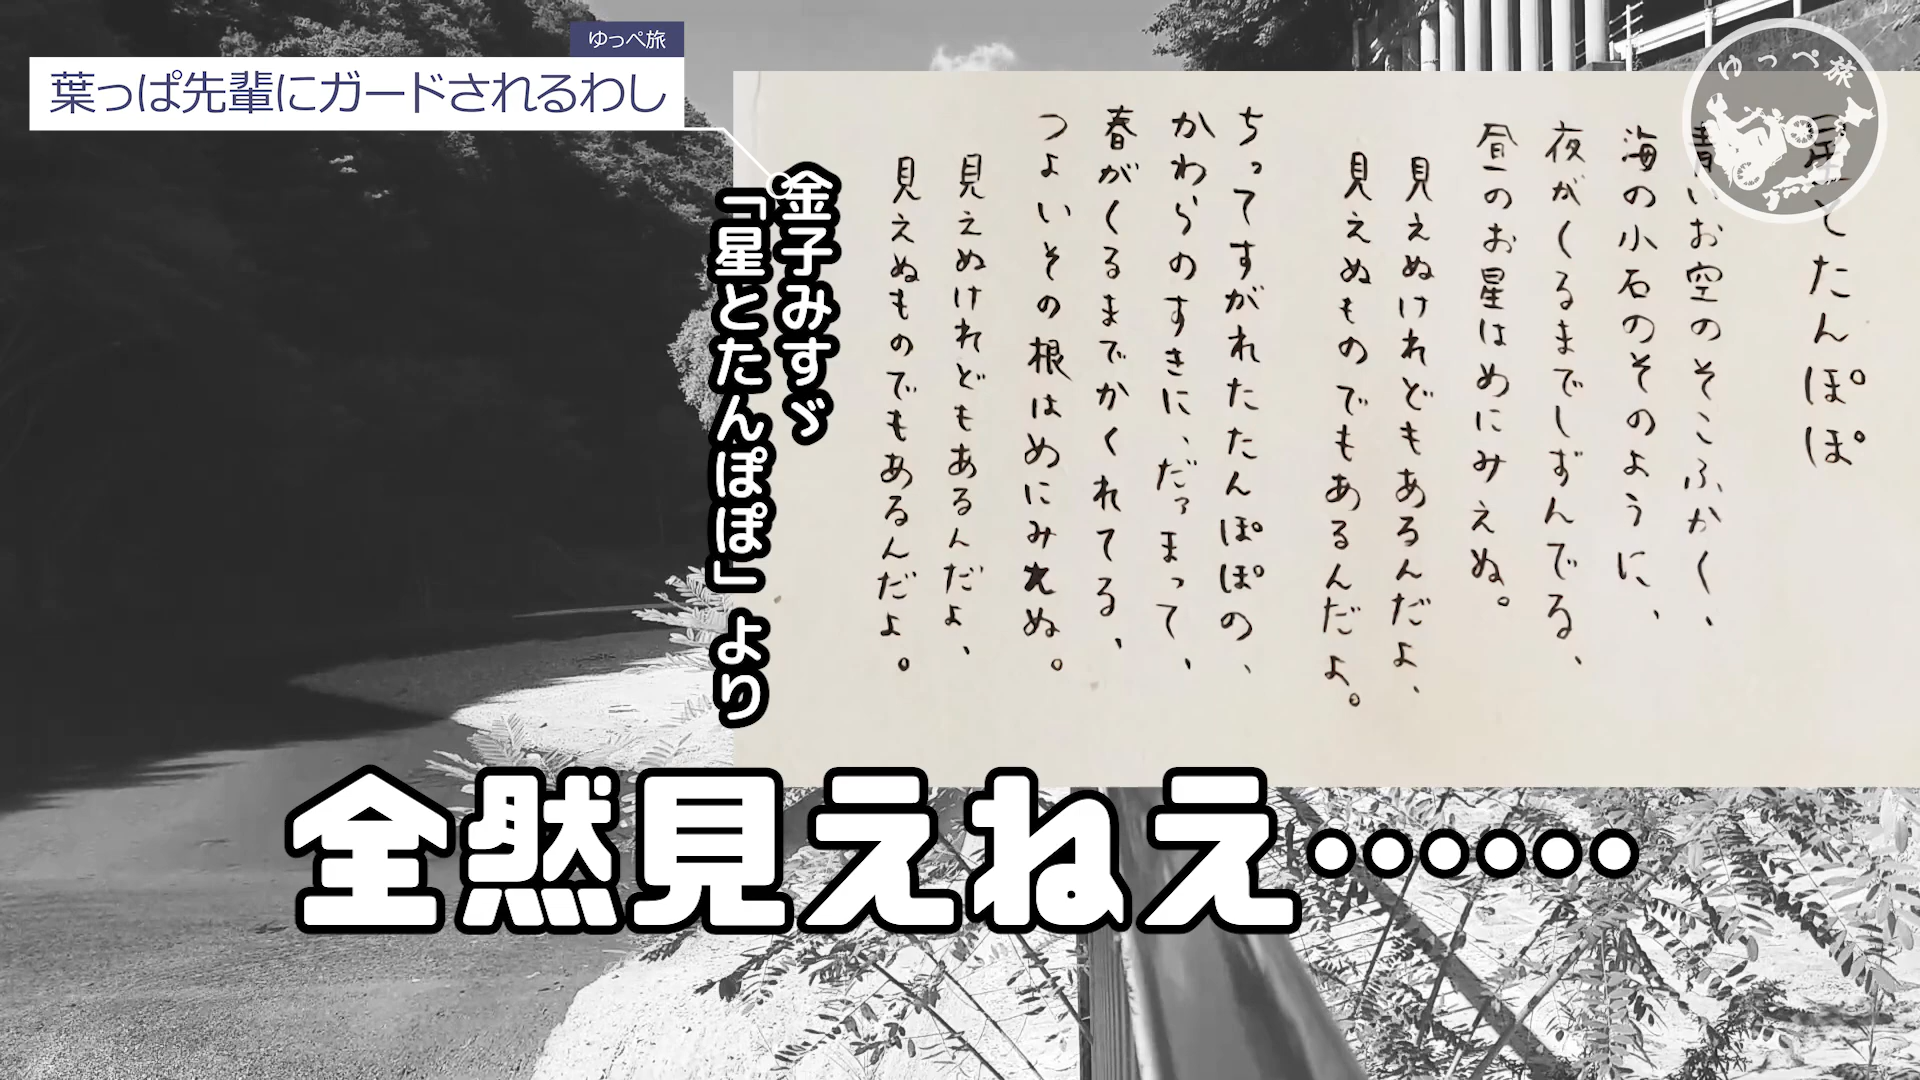 ゆっぺ旅
葉っぱ先輩にガードされるわし
ゆっぺ旅
星とたんぽぽ
青いお空のそこふかく、
海の小石のそのように、
夜がくるまでしずんでる、
昼のお星はめにみえぬ。
見えぬけれどもあるんだよ、
見えぬものでもあるんだよ。
ちってすがれたたんぽぽの、
かわらのすきに、だァまって、
春がくるまでかくれてる、
つよいその根はめにみえぬ。
見えぬけれどもあるんだよ、
見えぬものでもあるんだよ。
金子みすゞ
『星とたんぽぽ』より
全然見えねえ……